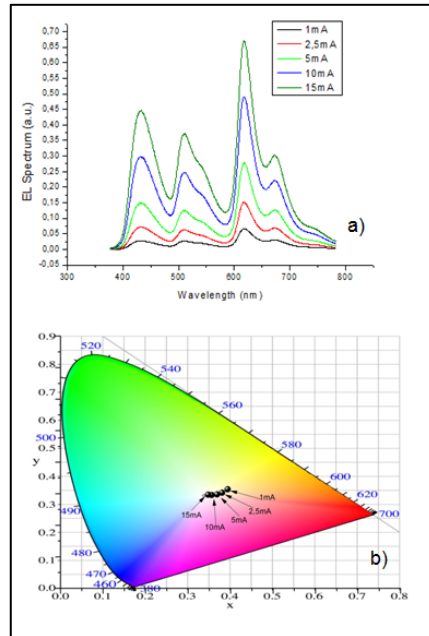 0,70
0,65
0,60
0,55
0,50
0,45
0,40
0,35
0,30
0,25
0,20
0,15
0,10
0,05
0,00
-0,05
EL Spectrum (a.u.)
1mA
2,5mA
5mA
10mA
15mA
a)
300 400 500 600 700 800
Wavelength (nm)
0.9
0.8
0.7
0.6
0.5
0.4
0.3
0.2
0.1
0.0
y
520
540
560
500
580
600
620
490
700
480
470
460
380
1mA
2,5mA
5mA
10mA
15mA
b)
0.0 0.1 0.2 0.3 0.4 0.5 0.6 0.7 0.8
x